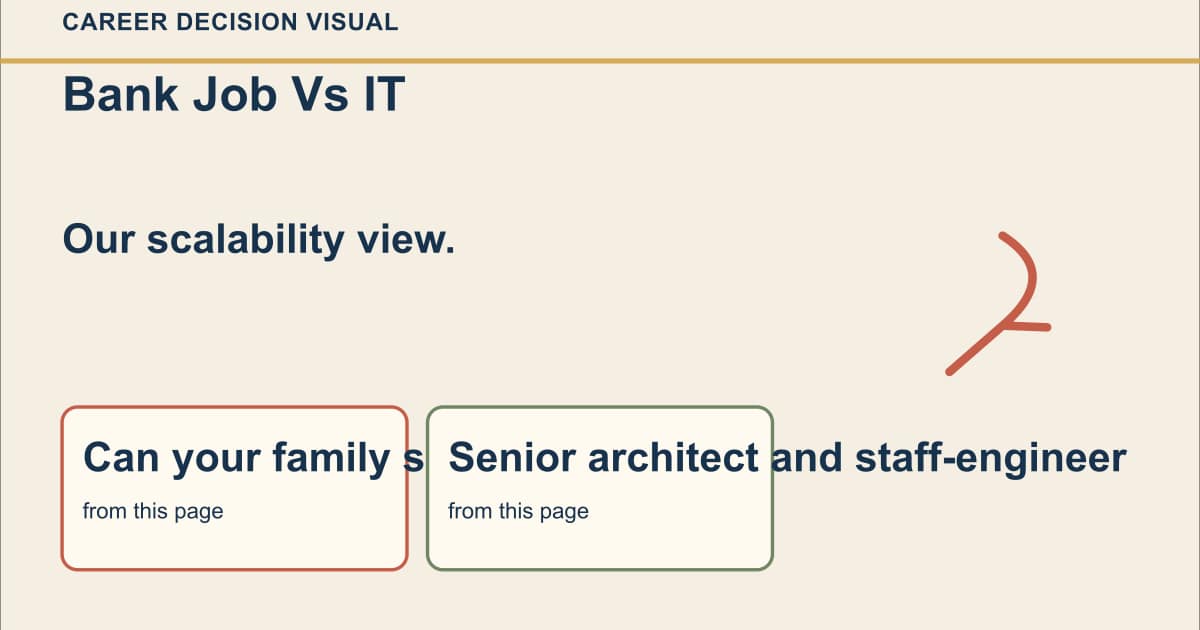 CAREER DECISION VISUAL
Bank Job Vs IT
Our scalability view.
Can your family s
from this page
Senior architect and staff-engineer
from this page